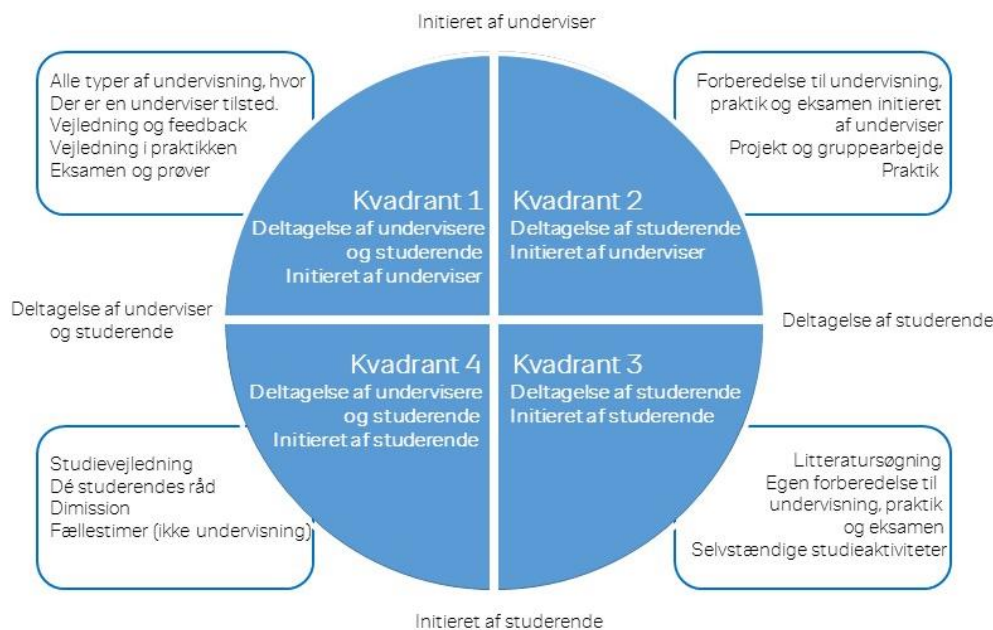 Initieret af underviser
Alle typer af undervisning, hvor
Der er en underviser tilsted.
Vejledning og feedback
Vejledning i praktikken
Eksamen og prøver
Forberedelse til undervisning,
praktik og eksamen initieret
af underviser
Projekt og gruppearbejde
Praktik
Kvadrant 1
Deltagelse af undervisere
og studerende
Initieret af underviser
Kvadrant 2
Deltagelse af studerende
Initieret af underviser
Deltagelse af underviser
og studerende
Deltagelse af studerende
Kvadrant 4
Deltagelse af undervisere
og studerende
Initieret af studerende
Kvadrant 3
Deltagelse af studerende
Initieret af studerende
Studievejledning
Dé studerendes råd
Dimission
Fællestimer (ikke undervisning)
Litteratursøgning
Egen forberedelse til
undervisning, praktik
og eksamen
Selvstændige studieaktiviteter
Initieret af studerende